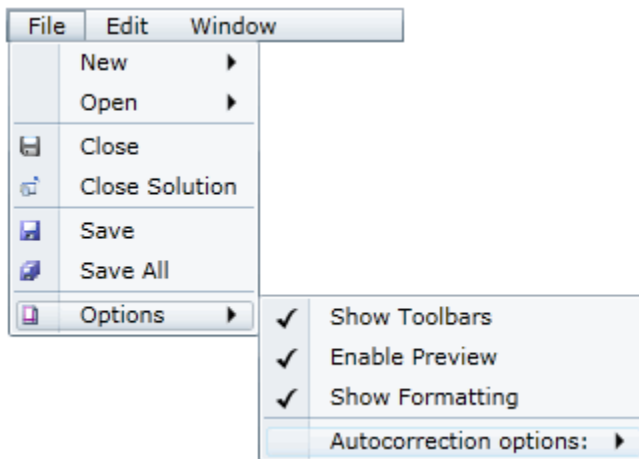 File Edit Window
New
Open
Close
Close Solution
Save
Save All
Options
Show Toolbars
Enable Preview
Show Formatting
Autocorrection options: